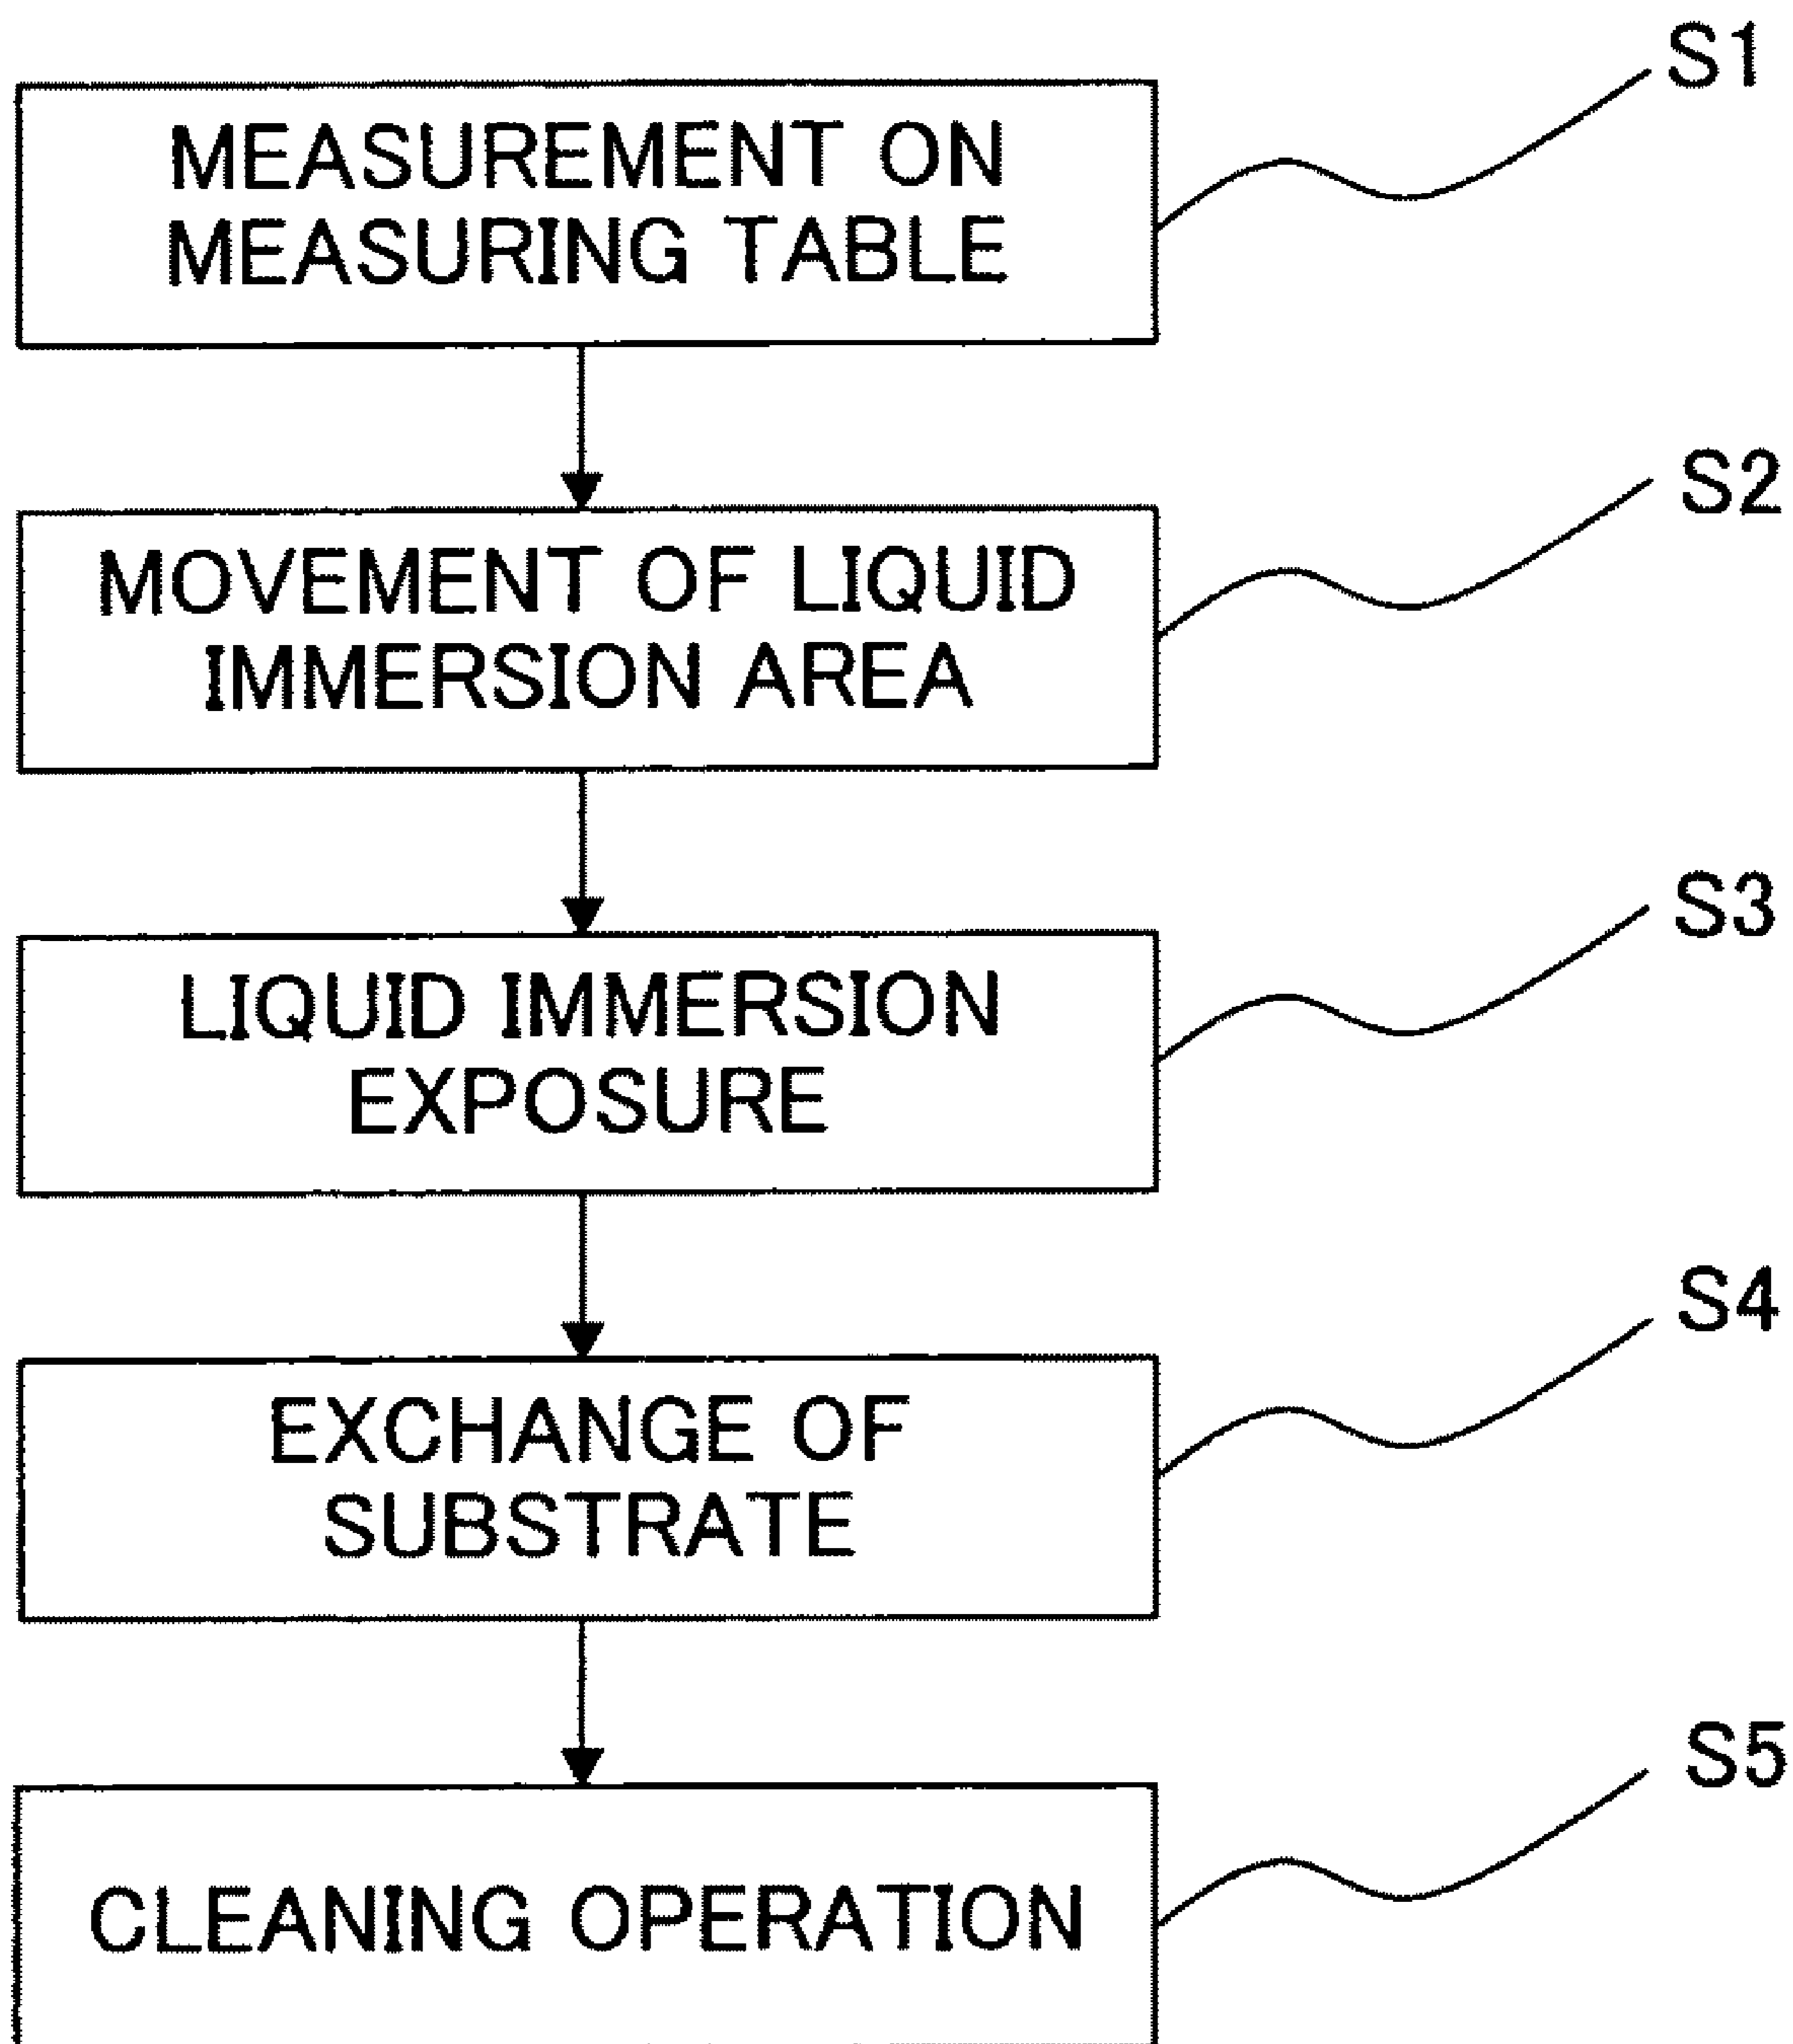 S1
MEASUREMENT ON
MEASURING TABLE
S2
MOVEMENT OF LIQUID
IMMERSION AREA
S3
LIQUID IMMERSION
EXPOSURE
S4
EXCHANGE OF
SUBSTRATE
S5
CLEANING OPERATION